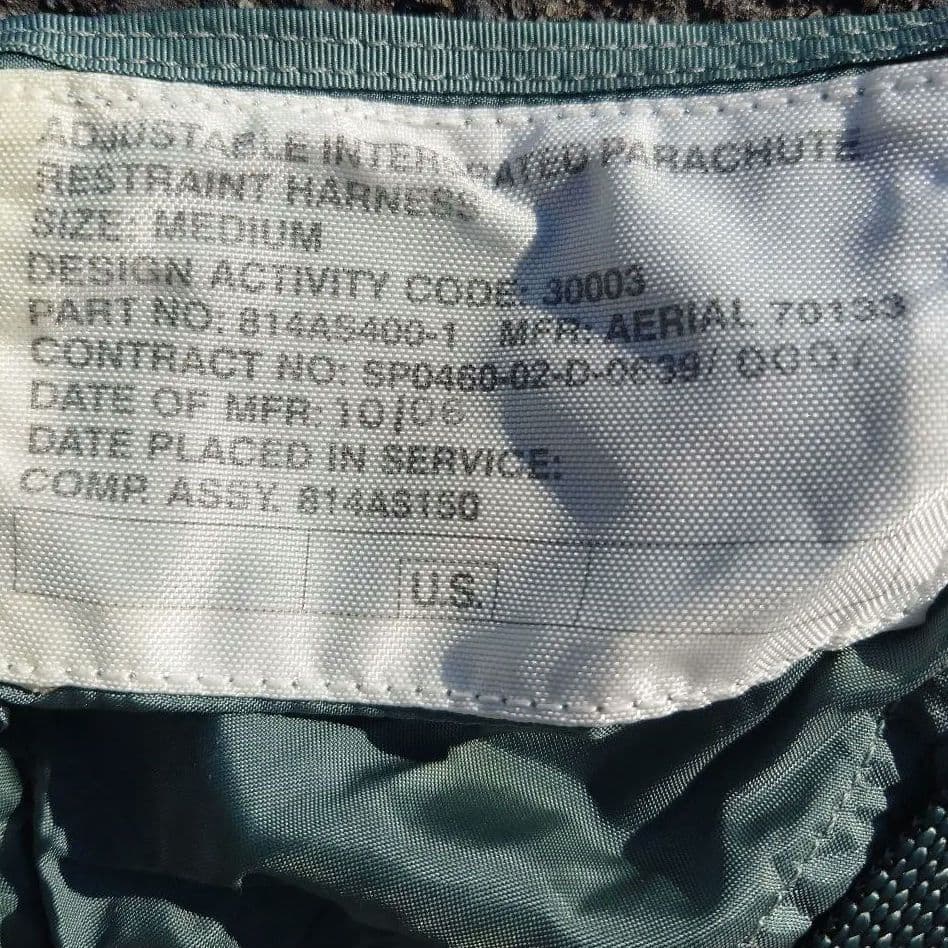 ADJUSTABLE INTEGRATED PARACHUTE
RESTRAINT HARNESS
SIZE: MEDIUM
DESIGN ACTIVITY CODE: 30003
PART NO: 814AS400-1 MFR: AERIAL 70133
CONTRACT NO: SP0460-02-D-0639/ 0007
DATE OF MFR: 10/06
DATE PLACED IN SERVICE:
COMP. ASSY. 814AS150
U.S.